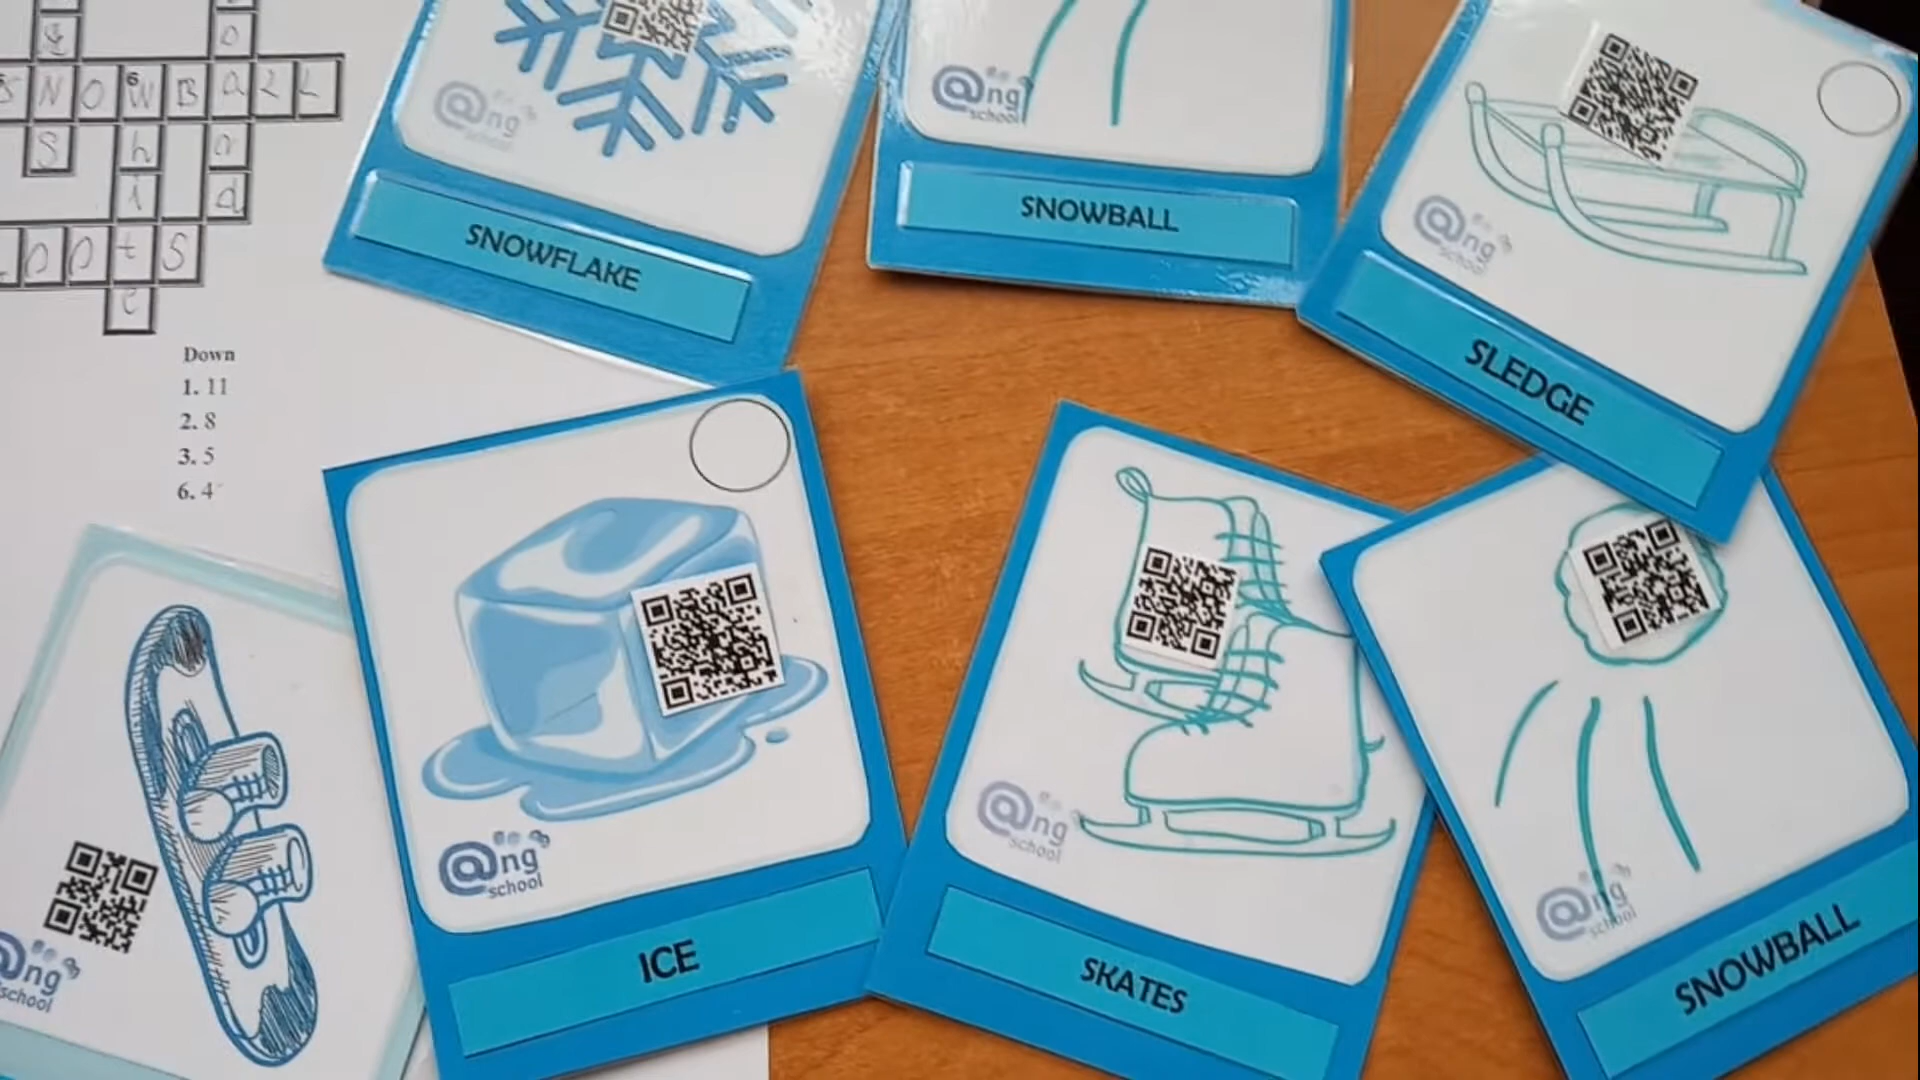 SNOWBALL
white
Down
1. 11
2. 8
3. 5
6. 4
@ng
school
SNOWFLAKE
@ng
school
SNOWBALL
@ng
school
SLEDGE
@ng
school
@ng
school
ICE
@ng
school
SKATES
@ng
school
SNOWBALL